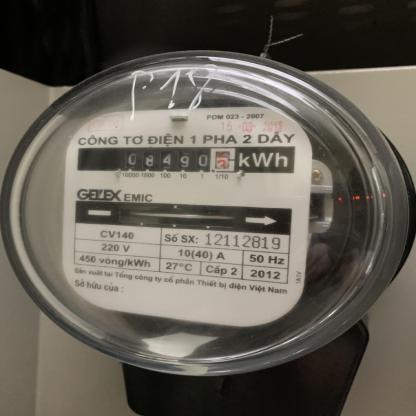 P.18
PDM 023 - 2007
CÔNG TƠ ĐIỆN 1 PHA 2 DÂY
08490 kWh
10000 1000 100 10 1 1/10
GELEX EMIC
CV140
Số SX: 12112819
220 V
10(40) A
50 Hz
450 vòng/kWh
27°C
Cấp 2
2012
Sản xuất tại Tổng công ty cổ phần Thiết bị điện Việt Nam
Sở hữu của :